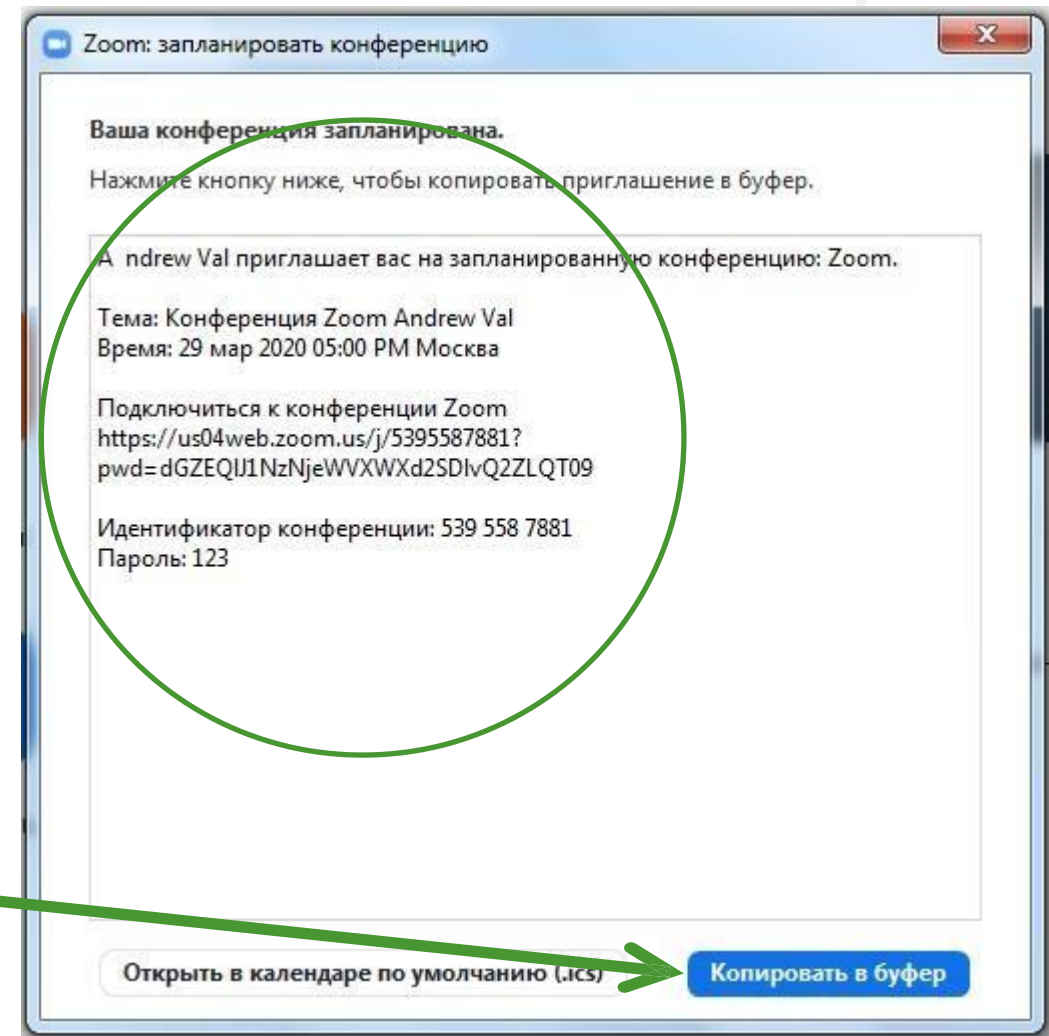 Zoom: запланировать конференцию
Ваша конференция запланирована.
Нажмите кнопку ниже, чтобы копировать приглашение в буфер.
A ndrew Val приглашает вас на запланированную конференцию: Zoom.
Тема: Конференция Zoom Andrew Val
Время: 29 мар 2020 05:00 PM Москва
Подключиться к конференции Zoom
https://us04web.zoom.us/j/5395587881?
pwd=dGZEQlJ1NzNjeWVXWXd2SDlvQ2ZLQT09
Идентификатор конференции: 539 558 7881
Пароль: 123
Открыть в календаре по умолчанию (.ics)
Копировать в буфер